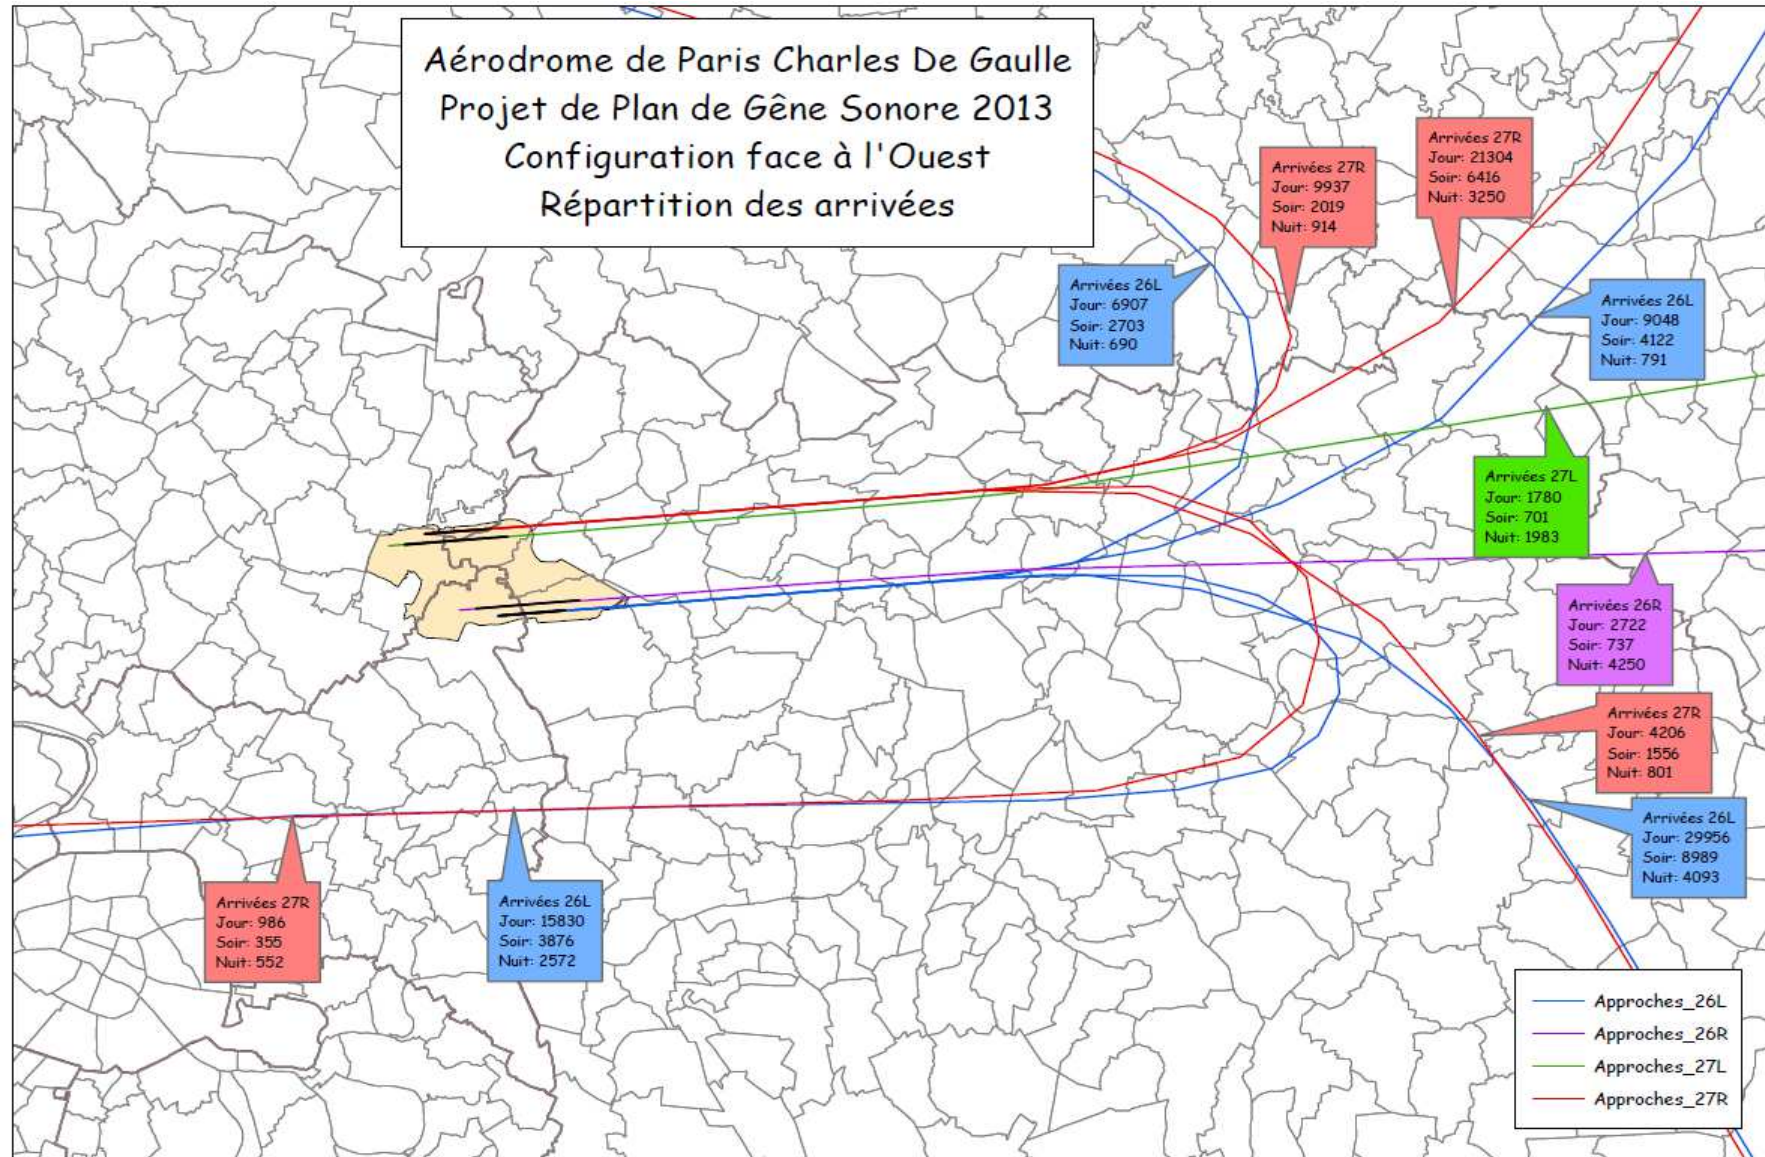 Aérodrome de Paris Charles De Gaulle
Projet de Plan de Gêne Sonore 2013
Configuration face à l'Ouest
Répartition des arrivées
Arrivées 27R
Jour: 21304
Soir: 6416
Nuit: 3250
Arrivées 27R
Jour: 9937
Soir: 2019
Nuit: 914
Arrivées 26L
Jour: 6907
Soir: 2703
Nuit: 690
Arrivées 26L
Jour: 9048
Soir: 4122
Nuit: 791
Arrivées 27L
Jour: 1780
Soir: 701
Nuit: 1983
Arrivées 26R
Jour: 2722
Soir: 737
Nuit: 4250
Arrivées 27R
Jour: 4206
Soir: 1556
Nuit: 801
Arrivées 26L
Jour: 29956
Soir: 8989
Nuit: 4093
Arrivées 27R
Jour: 986
Soir: 355
Nuit: 552
Arrivées 26L
Jour: 15830
Soir: 3876
Nuit: 2572
Approches_26L
Approches_26R
Approches_27L
Approches_27R